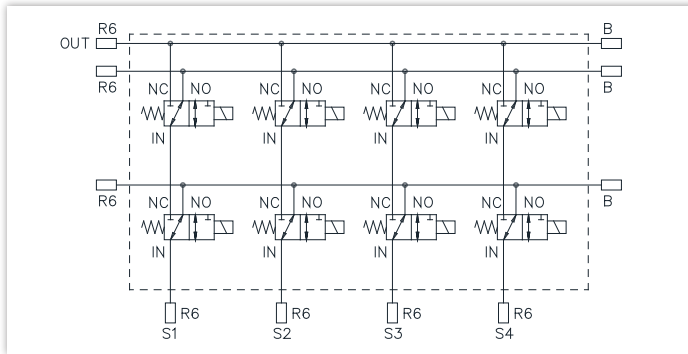 R6 B
OUT
R6 B
NC NO NC NO NC NO NC NO
IN IN IN IN
R6 B
NC NO NC NO NC NO NC NO
IN IN IN IN
R6 R6 R6 R6
S1 S2 S3 S4